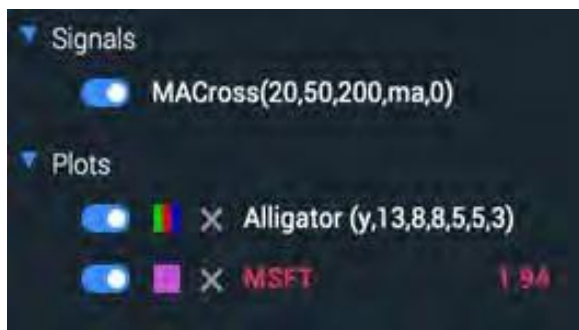 Signals
MACross(20,50,200,ma,0)
Plots
Alligator (y,13,8,8,5,5,3)
MSFT 1.94